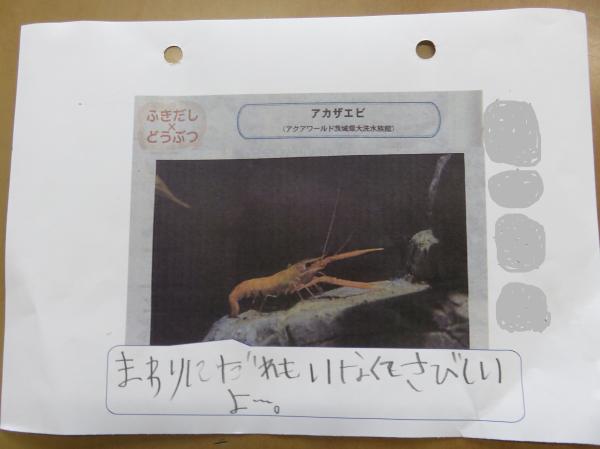 ふきだし
×
どうぶつ
アカザエビ
(アクアワールド茨城県大洗水族館)
まわりにだれもいなくてさびしい
よ〜。